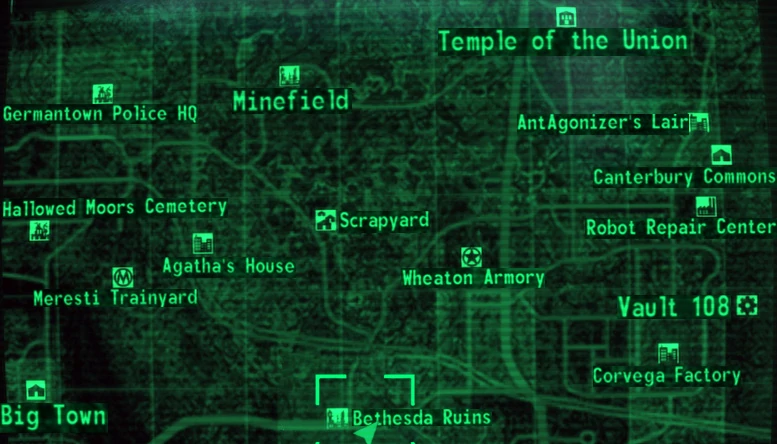 Temple of the Union
Minefield
Germantown Police HQ
AntAgonizer's Lair
Canterbury Commons
Hallowed Moors Cemetery
Scrapyard
Robot Repair Center
Agatha's House
Wheaton Armory
Meresti Trainyard
Vault 108
Corvega Factory
Big Town
Bethesda Ruins